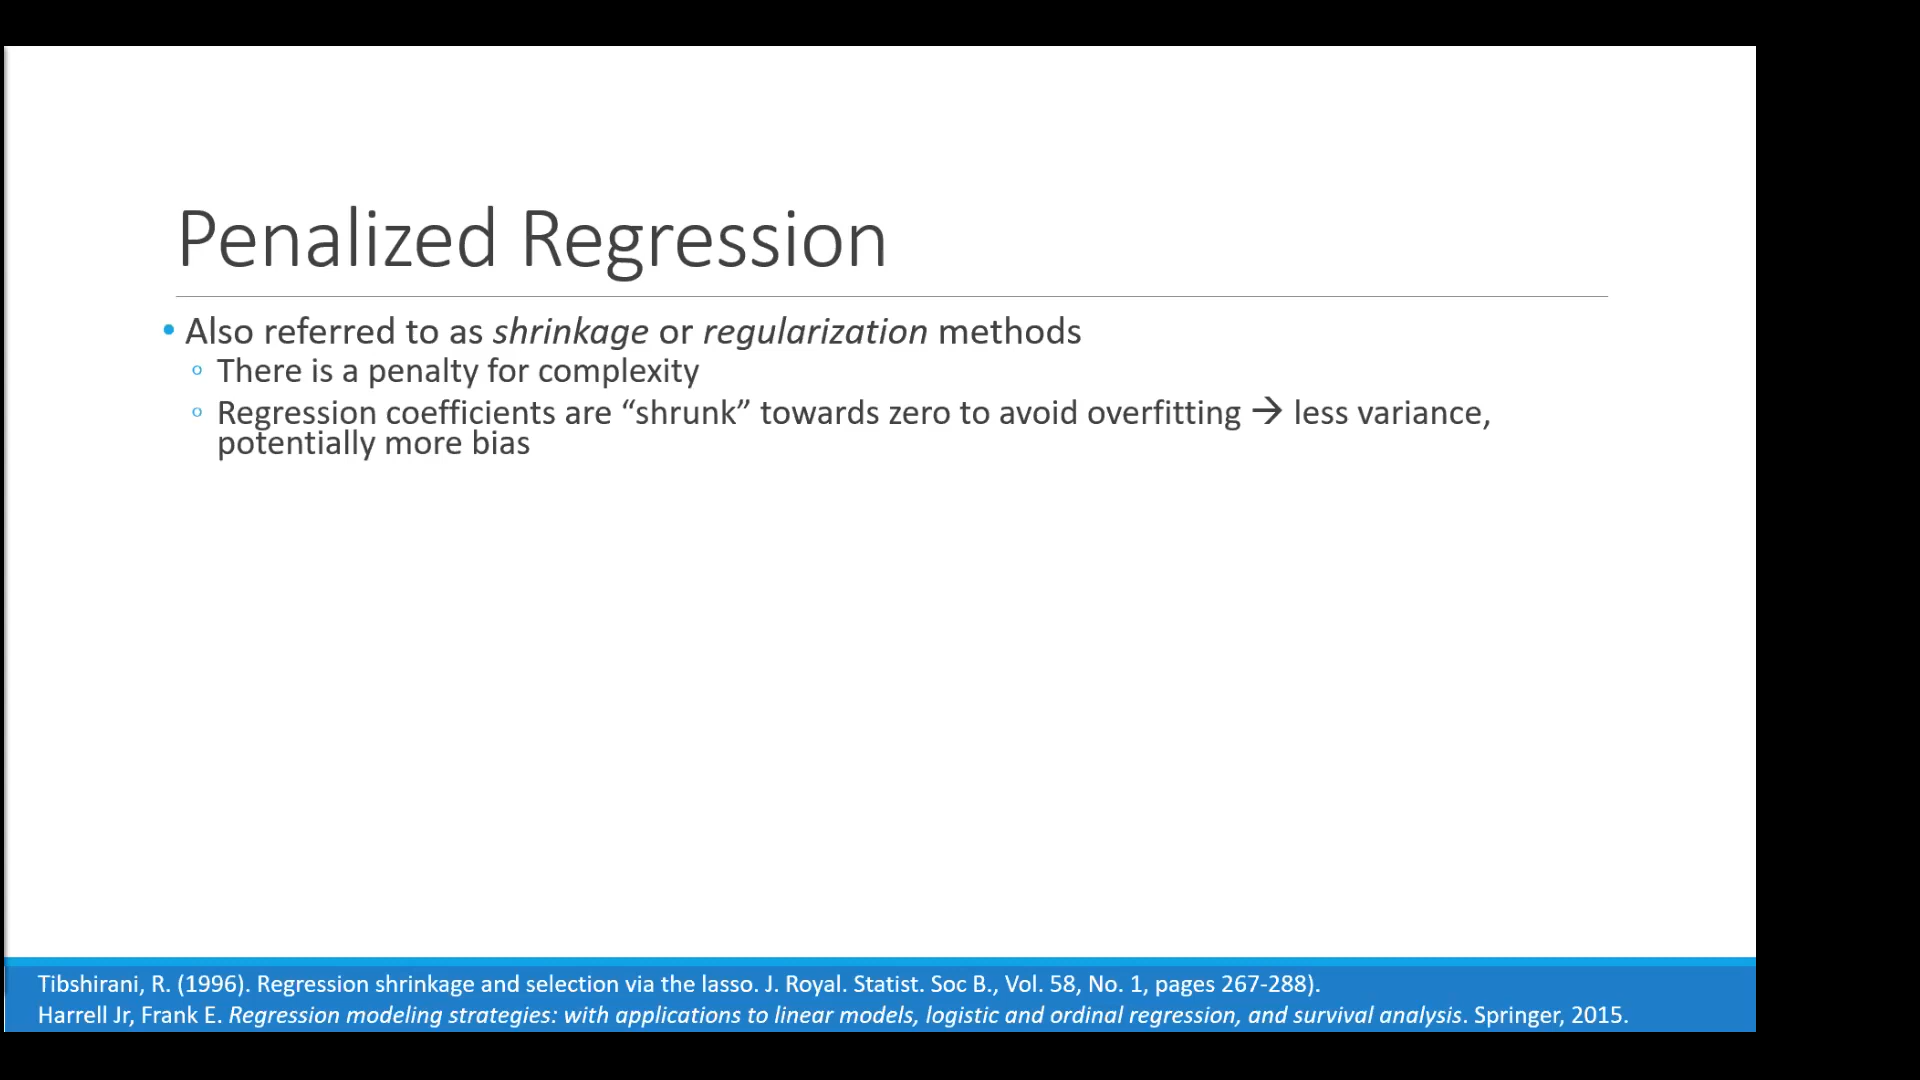 Penalized Regression
• Also referred to as shrinkage or regularization methods
◦ There is a penalty for complexity
◦ Regression coefficients are “shrunk” towards zero to avoid overfitting → less variance,
potentially more bias
Tibshirani, R. (1996). Regression shrinkage and selection via the lasso. J. Royal. Statist. Soc B., Vol. 58, No. 1, pages 267-288).
Harrell Jr, Frank E. Regression modeling strategies: with applications to linear models, logistic and ordinal regression, and survival analysis. Springer, 2015.